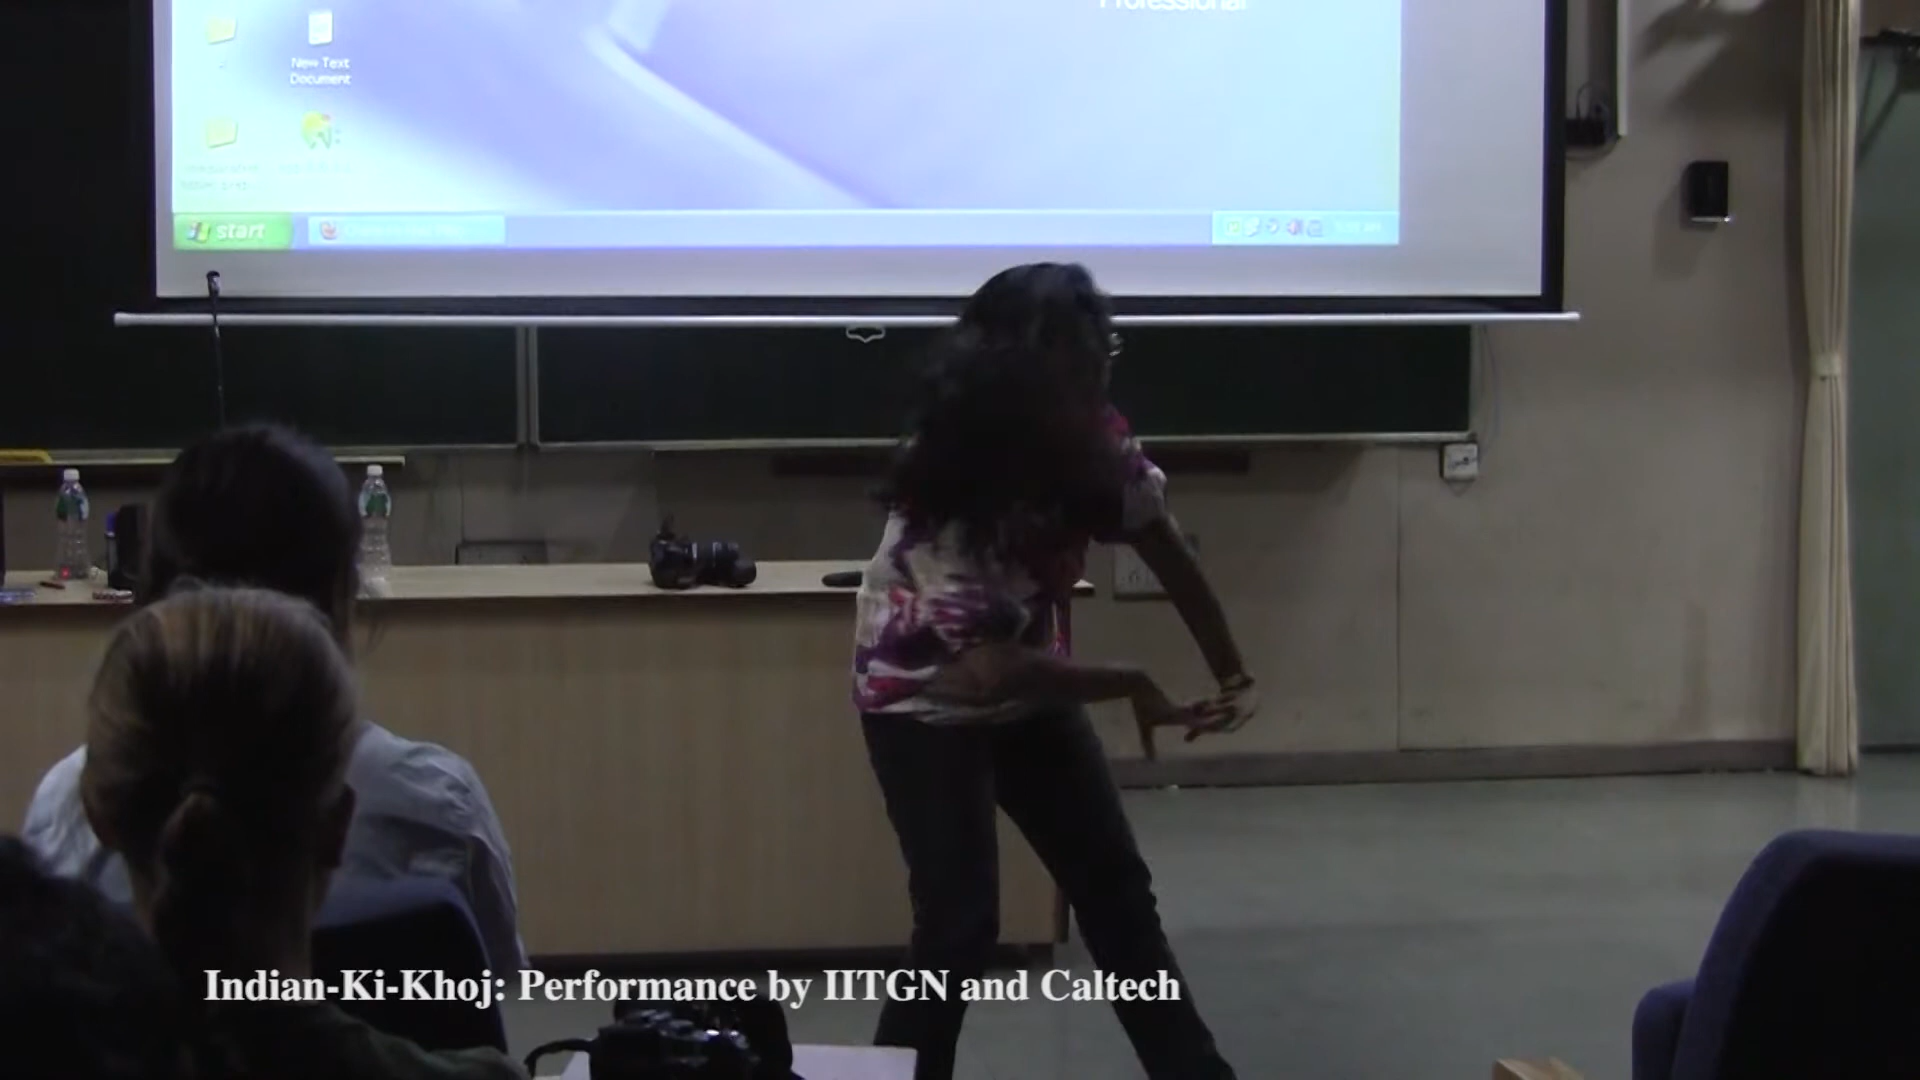 Professional
New Text
Document
start
Indian-Ki-Khoj: Performance by IITGN and Caltech